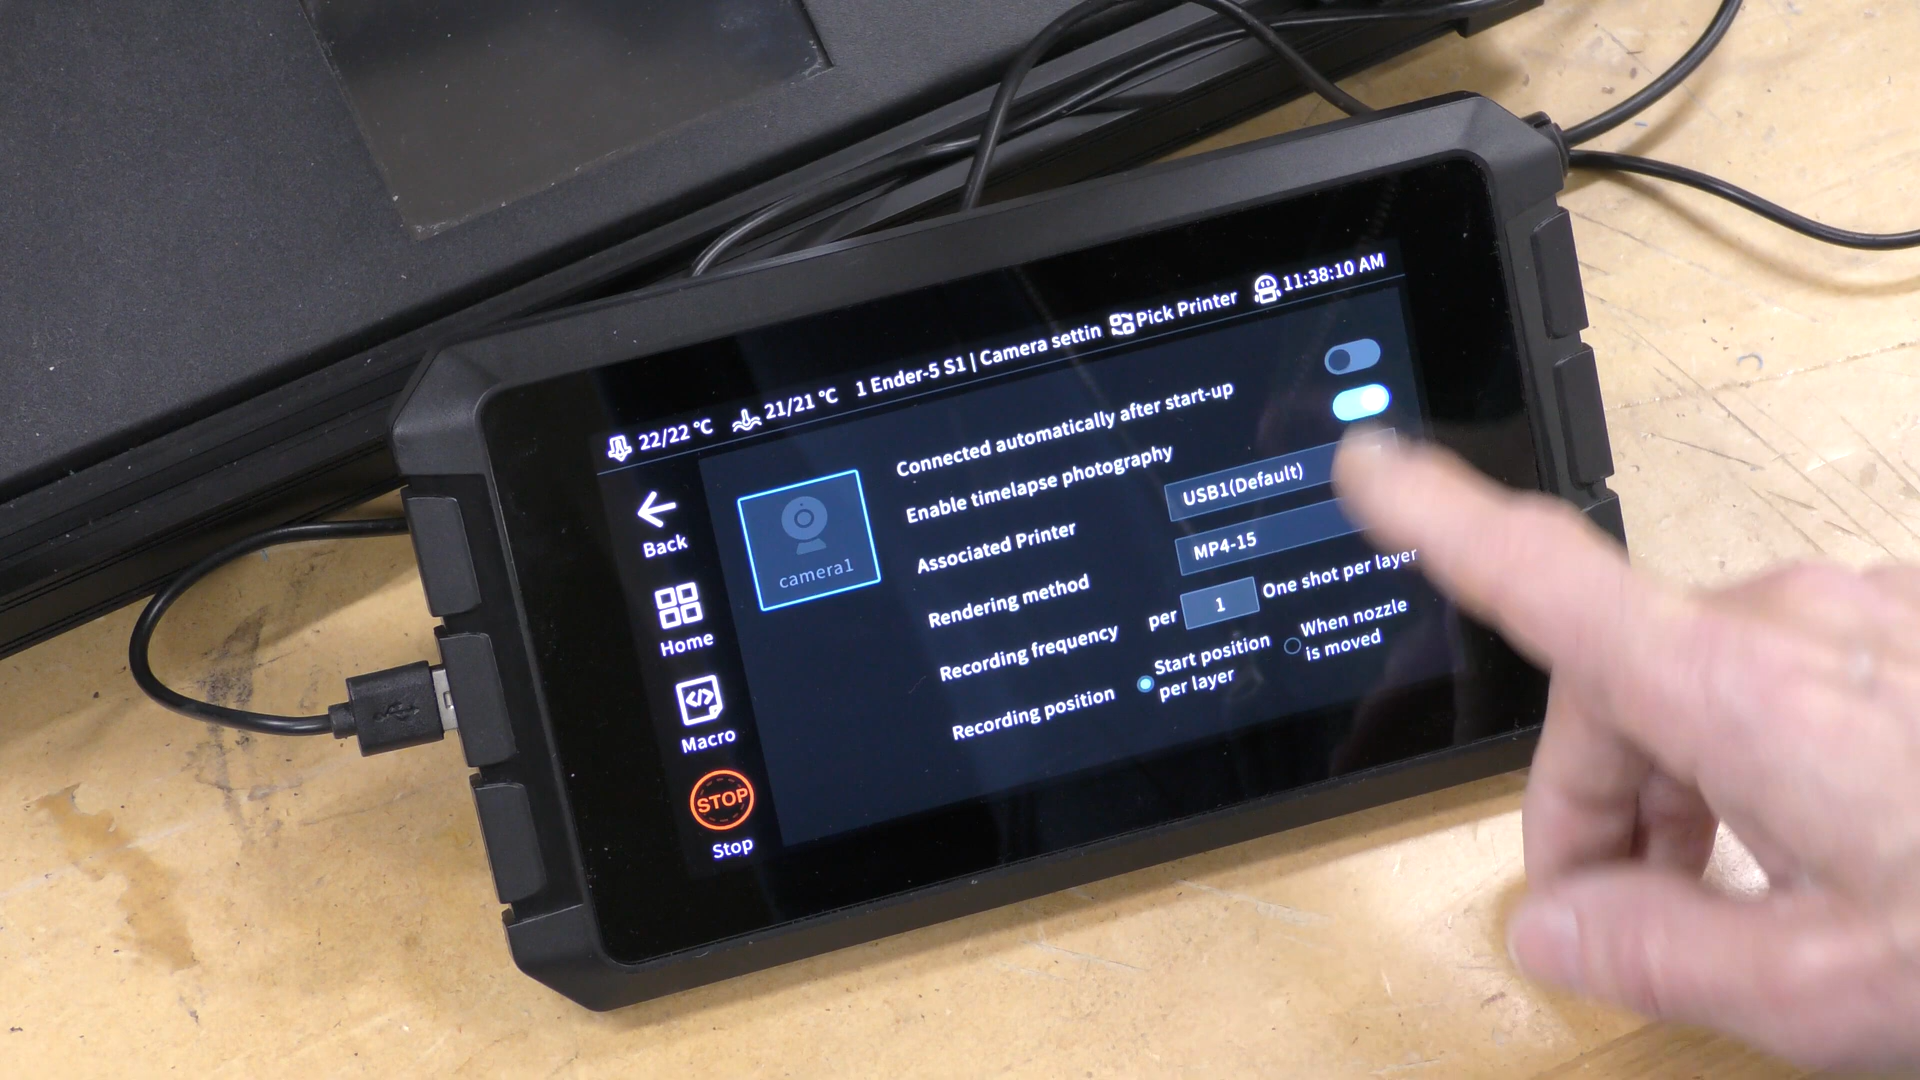 22/22 °C 21/21 °C 1 Ender-5 S1 | Camera settin Pick Printer 11:38:10 AM
Back
Home
Macro
STOP
Stop
camera1
Connected automatically after start-up
Enable timelapse photography
Associated Printer USB1(Default)
Rendering method MP4-15
Recording frequency per 1 One shot per layer
Recording position Start position
per layer
When nozzle
is moved